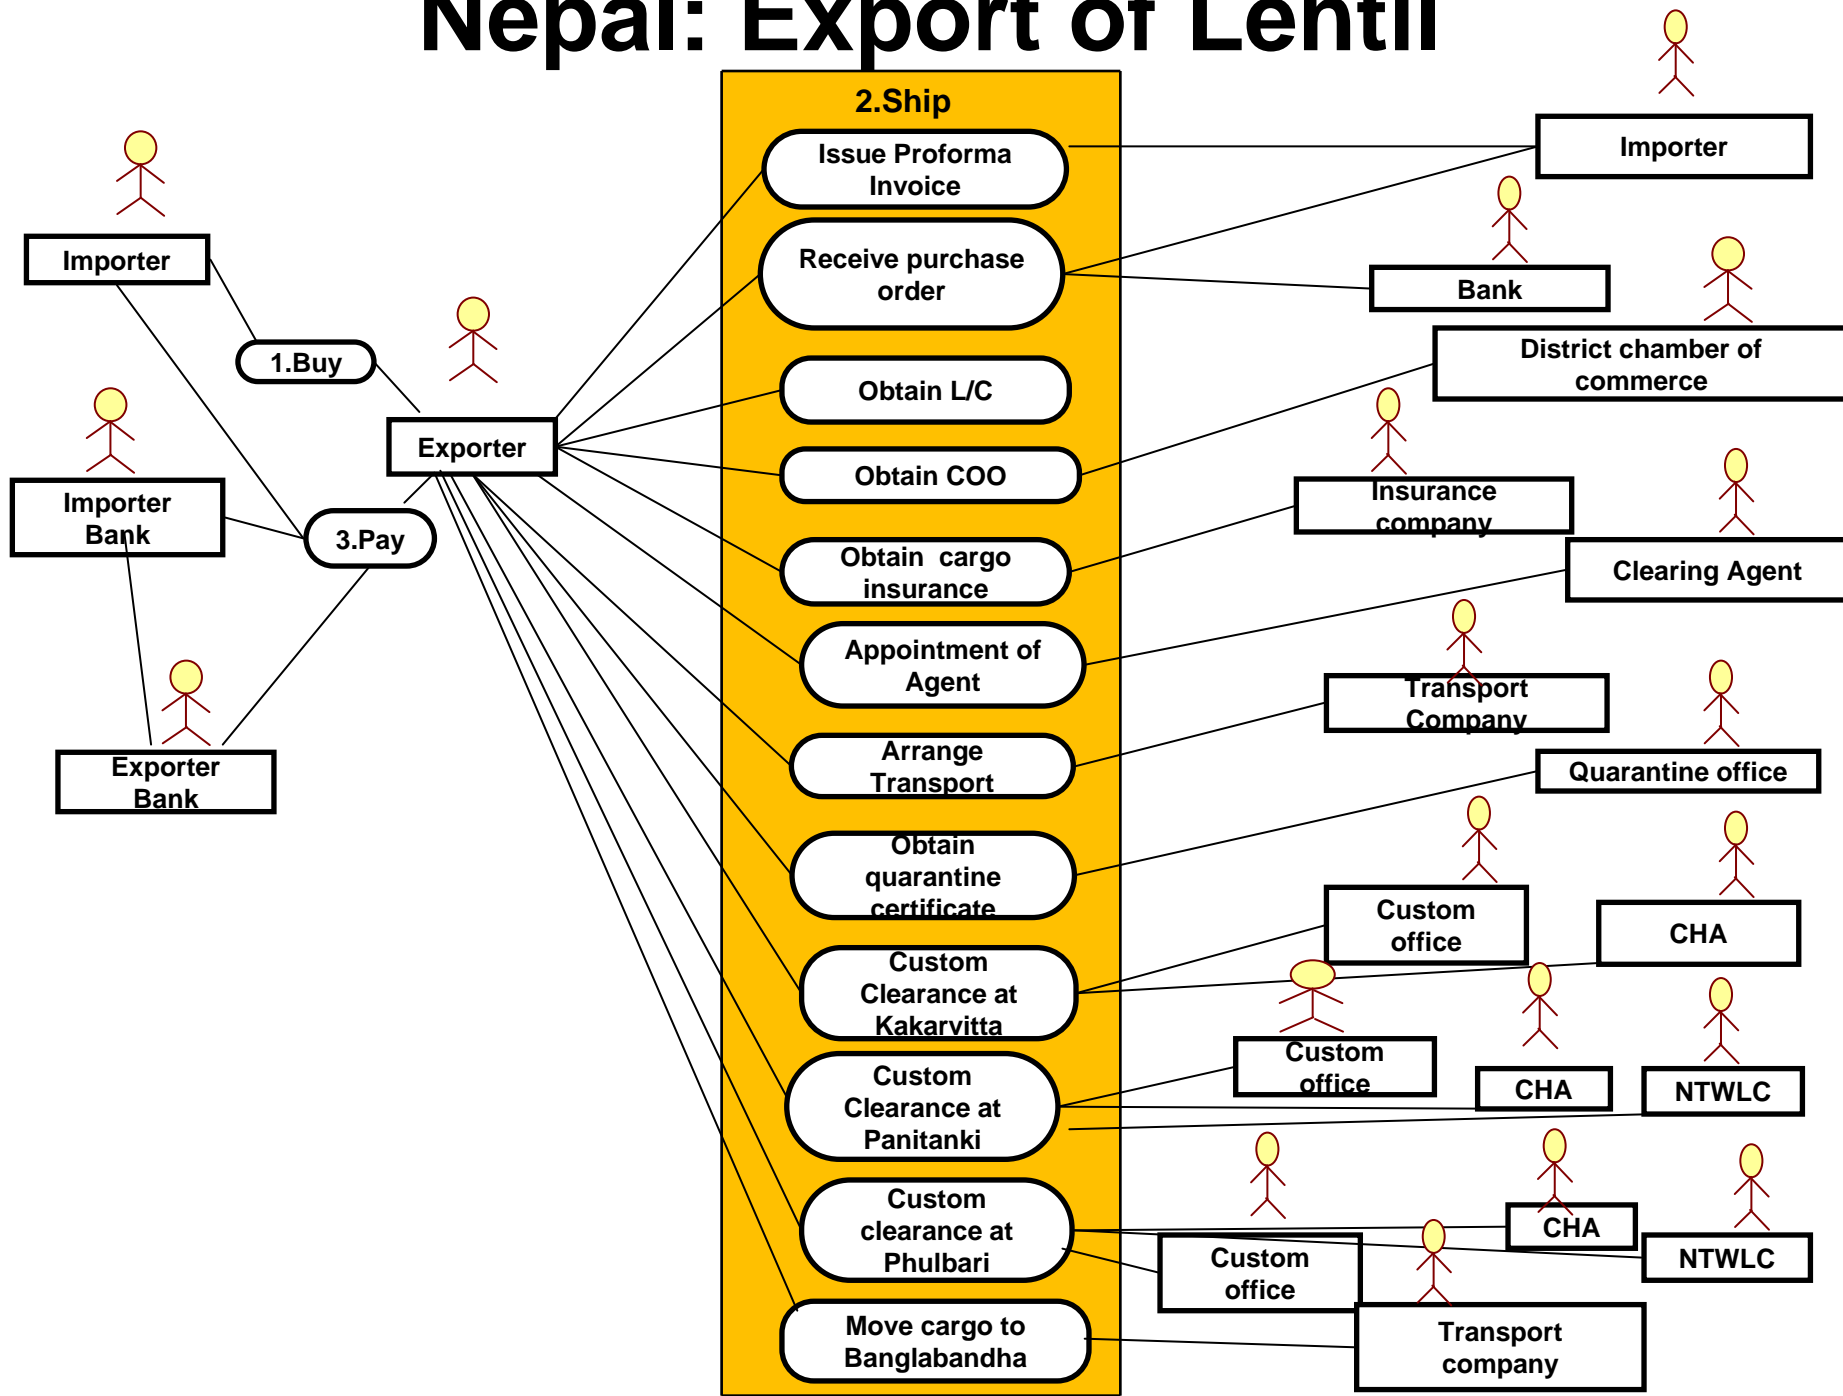 Nepal: Export of Lentil
2.Ship
Issue Proforma
Invoice
Receive purchase
order
Obtain L/C
Obtain COO
Obtain cargo
insurance
Appointment of
Agent
Arrange
Transport
Obtain
quarantine
certificate
Custom
Clearance at
Kakarvitta
Custom
Clearance at
Panitanki
Custom
clearance at
Phulbari
Move cargo to
Banglabandha
Importer
1.Buy
Exporter
Importer
Bank
3.Pay
Exporter
Bank
Importer
Bank
District chamber of
commerce
Insurance
company
Clearing Agent
Transport
Company
Quarantine office
Custom
office
CHA
Custom
office
CHA
NTWLC
CHA
Custom
office
NTWLC
Transport
company